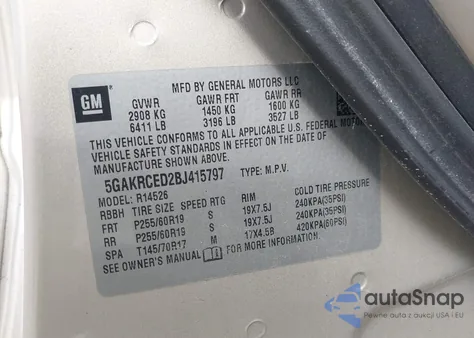 GM
MFD BY GENERAL MOTORS LLC
GVWR GAWR FRT GAWR RR
2908 KG 1450 KG 1600 KG
6411 LB 3196 LB 3527 LB
THIS VEHICLE CONFORMS TO ALL APPLICABLE U.S. FEDERAL MOTOR
VEHICLE SAFETY STANDARDS IN EFFECT ON THE DATE OF
MANUFACTURE SHOWN ABOVE.
5GAKRCED2BJ415797 TYPE: M.P.V.
MODEL: R14526
RBBH TIRE SIZE SPEED RTG RIM COLD TIRE PRESSURE
FRT P255/60R19 S 19X7.5J 240KPA(35PSI)
RR P255/60R19 S 19X7.5J 240KPA(35PSI)
SPA T145/70R17 M 17X4.5B 420KPA(60PSI)
SEE OWNER'S MANUAL FOR MORE INFORMATION.
autoSnap
Pewne auta z USA i EU